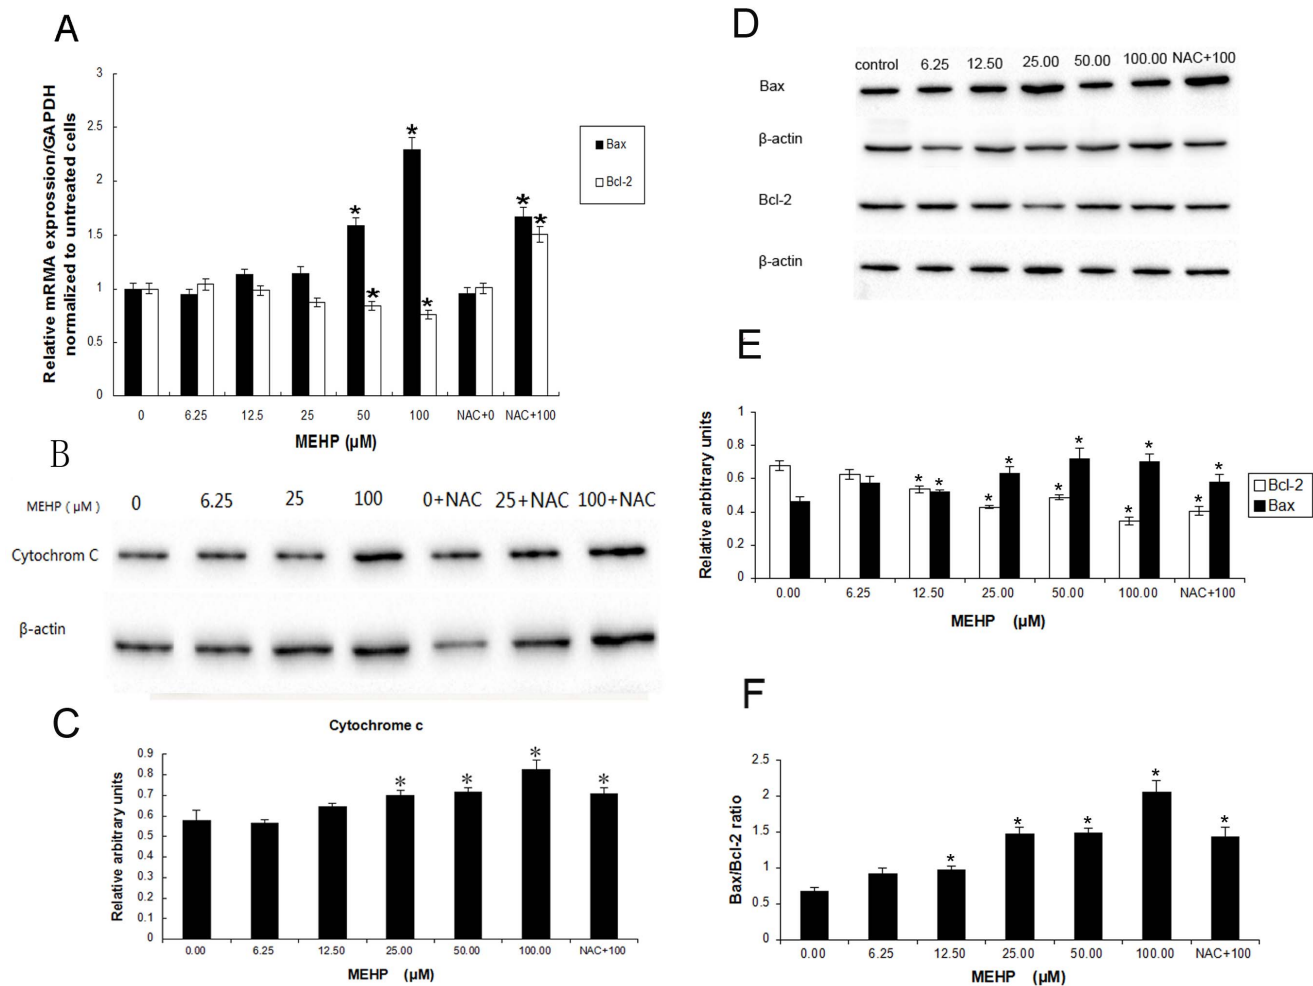 A
Relative mRMA exprossion/GAPDH
normalized to untreated cells
3
2.5
2
1.5
1
0.5
0
Bax
Bcl-2
*
*
*
*
*
*
0 6.25 12.5 25 50 100 NAC+0 NAC+100
MEHP (μM)
B
MEHP ( μM ) 0 6.25 25 100 0+NAC 25+NAC 100+NAC
Cytochrom C
β-actin
C
Cytochrome c
Relative arbitrary units
0.9
0.8
0.7
0.6
0.5
0.4
0.3
0.2
0.1
0
* * * *
0.00 6.25 12.50 25.00 50.00 100.00 NAC+100
MEHP (μM)
D
control 6.25 12.50 25.00 50.00 100.00 NAC+100
Bax
β-actin
Bcl-2
β-actin
E
Relative arbitrary units
1
0.8
0.6
0.4
0.2
0
* * * * * * * * * *
Bcl-2
Bax
0.00 6.25 12.50 25.00 50.00 100.00 NAC+100
MEHP (μM)
F
Bax/Bcl-2 ratio
2.5
2
1.5
1
0.5
0
* * * * *
0.00 6.25 12.50 25.00 50.00 100.00 NAC+100
MEHP (μM)